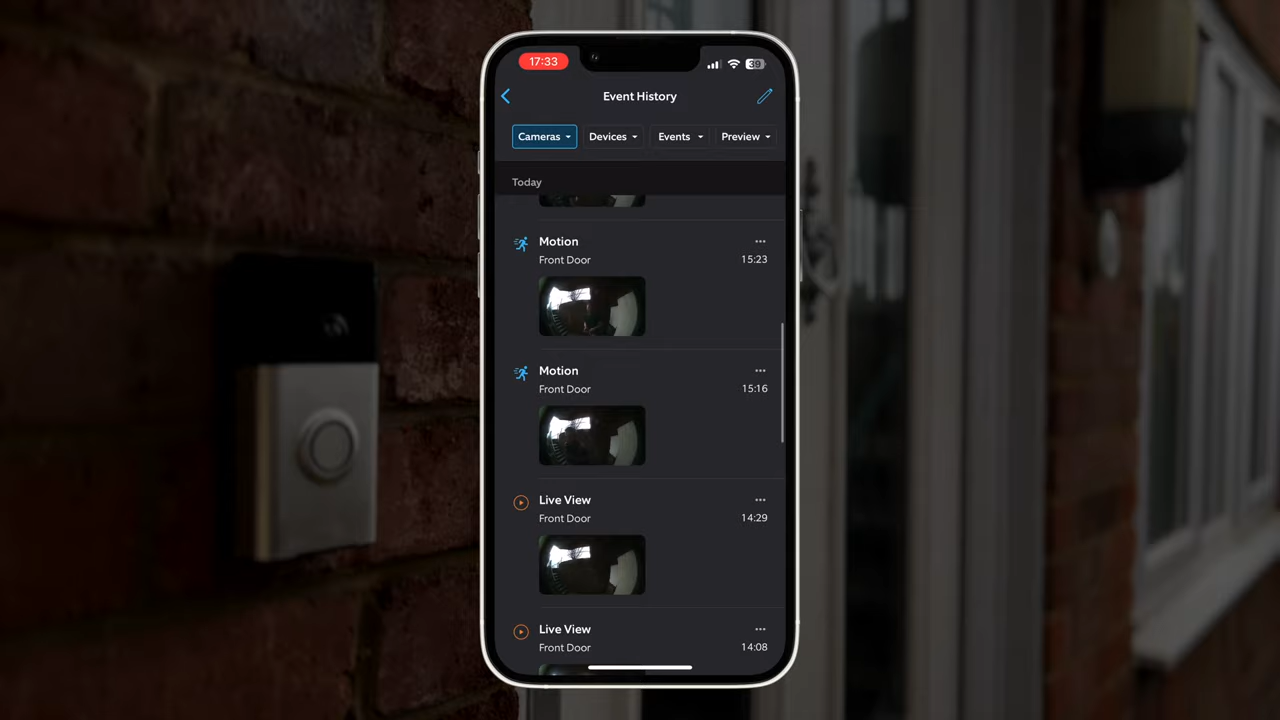 17:33
39
Event History
Cameras
Devices
Events
Preview
Today
Motion
Front Door
15:23
Motion
Front Door
15:16
Live View
Front Door
14:29
Live View
Front Door
14:08